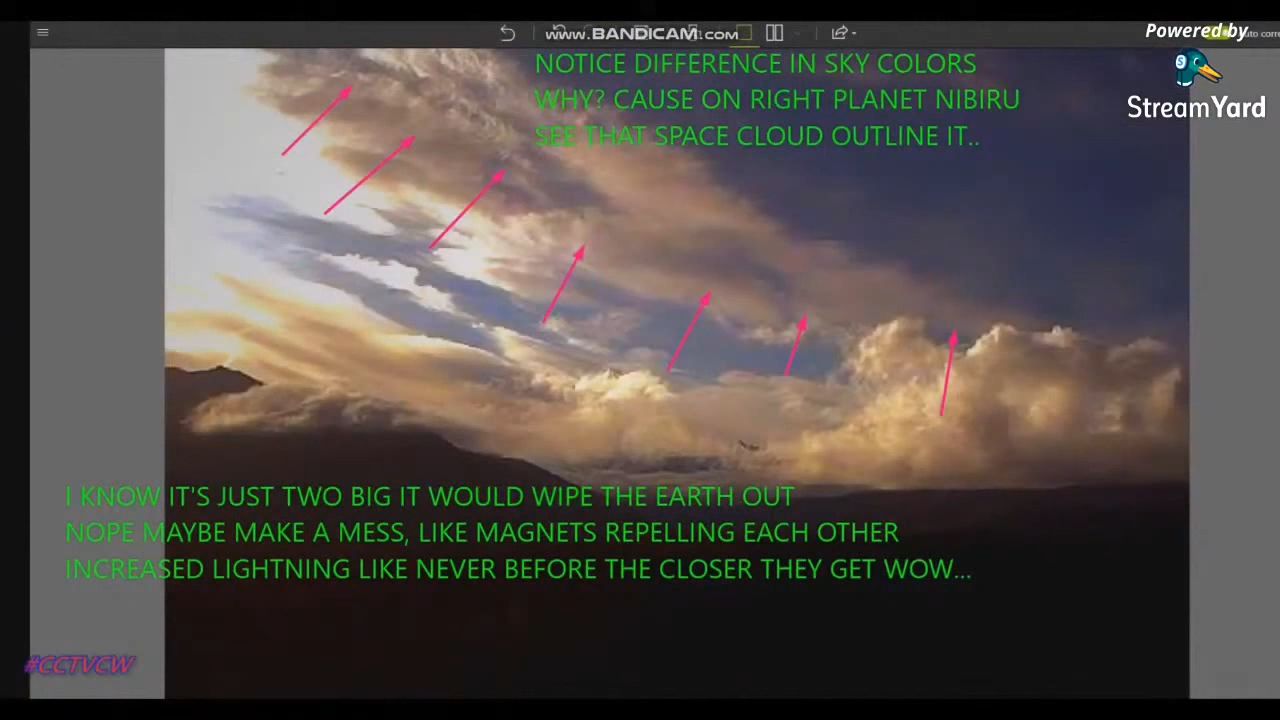 www.BANDICAM.com
Powered by
StreamYard
NOTICE DIFFERENCE IN SKY COLORS
WHY? CAUSE ON RIGHT PLANET NIBIRU
SEE THAT SPACE CLOUD OUTLINE IT..
I KNOW IT'S JUST TWO BIG IT WOULD WIPE THE EARTH OUT
NOPE MAYBE MAKE A MESS, LIKE MAGNETS REPELLING EACH OTHER
INCREASED LIGHTNING LIKE NEVER BEFORE THE CLOSER THEY GET WOW...
#CCTVCW